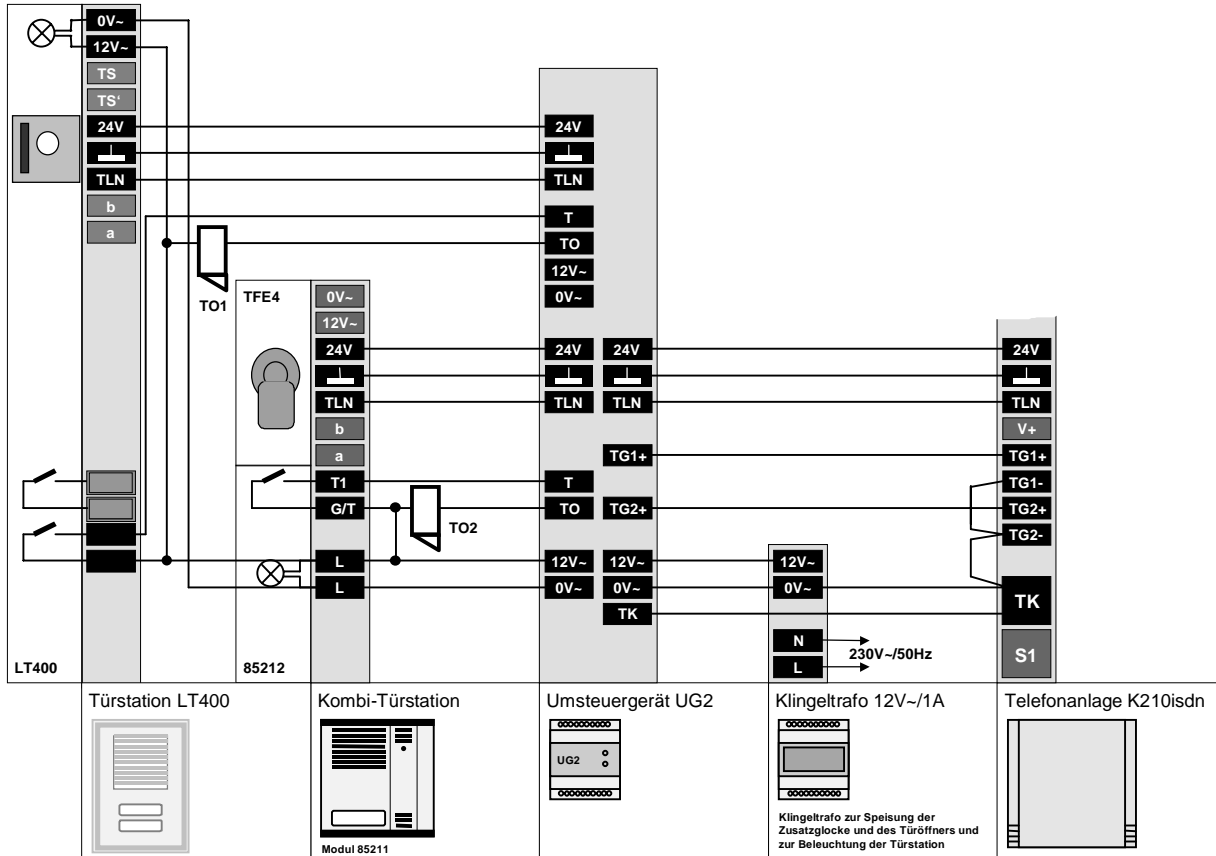 0V~
12V~
TS
TS‘
24V
TLN
b
a
LT400
TO1
TFE4
85212
0V~
12V~
24V
TLN
b
a
T1
G/T
L
L
TO2
24V
TLN
T
TO
12V~
0V~
24V
TLN
T
TO
12V~
0V~
24V
TLN
TG1+
TG2+
12V~
0V~
TK
12V~
0V~
N
L
230V~/50Hz
24V
TLN
V+
TG1+
TG1-
TG2+
TG2-
TK
S1
Türstation LT400
Kombi-Türstation
Modul 85211
Umsteuergerät UG2
UG2
Klingeltrafo 12V~/1A
Klingeltrafo zur Speisung der
Zusatzglocke und des Türöffners und
zur Beleuchtung der Türstation
Telefonanlage K210isdn